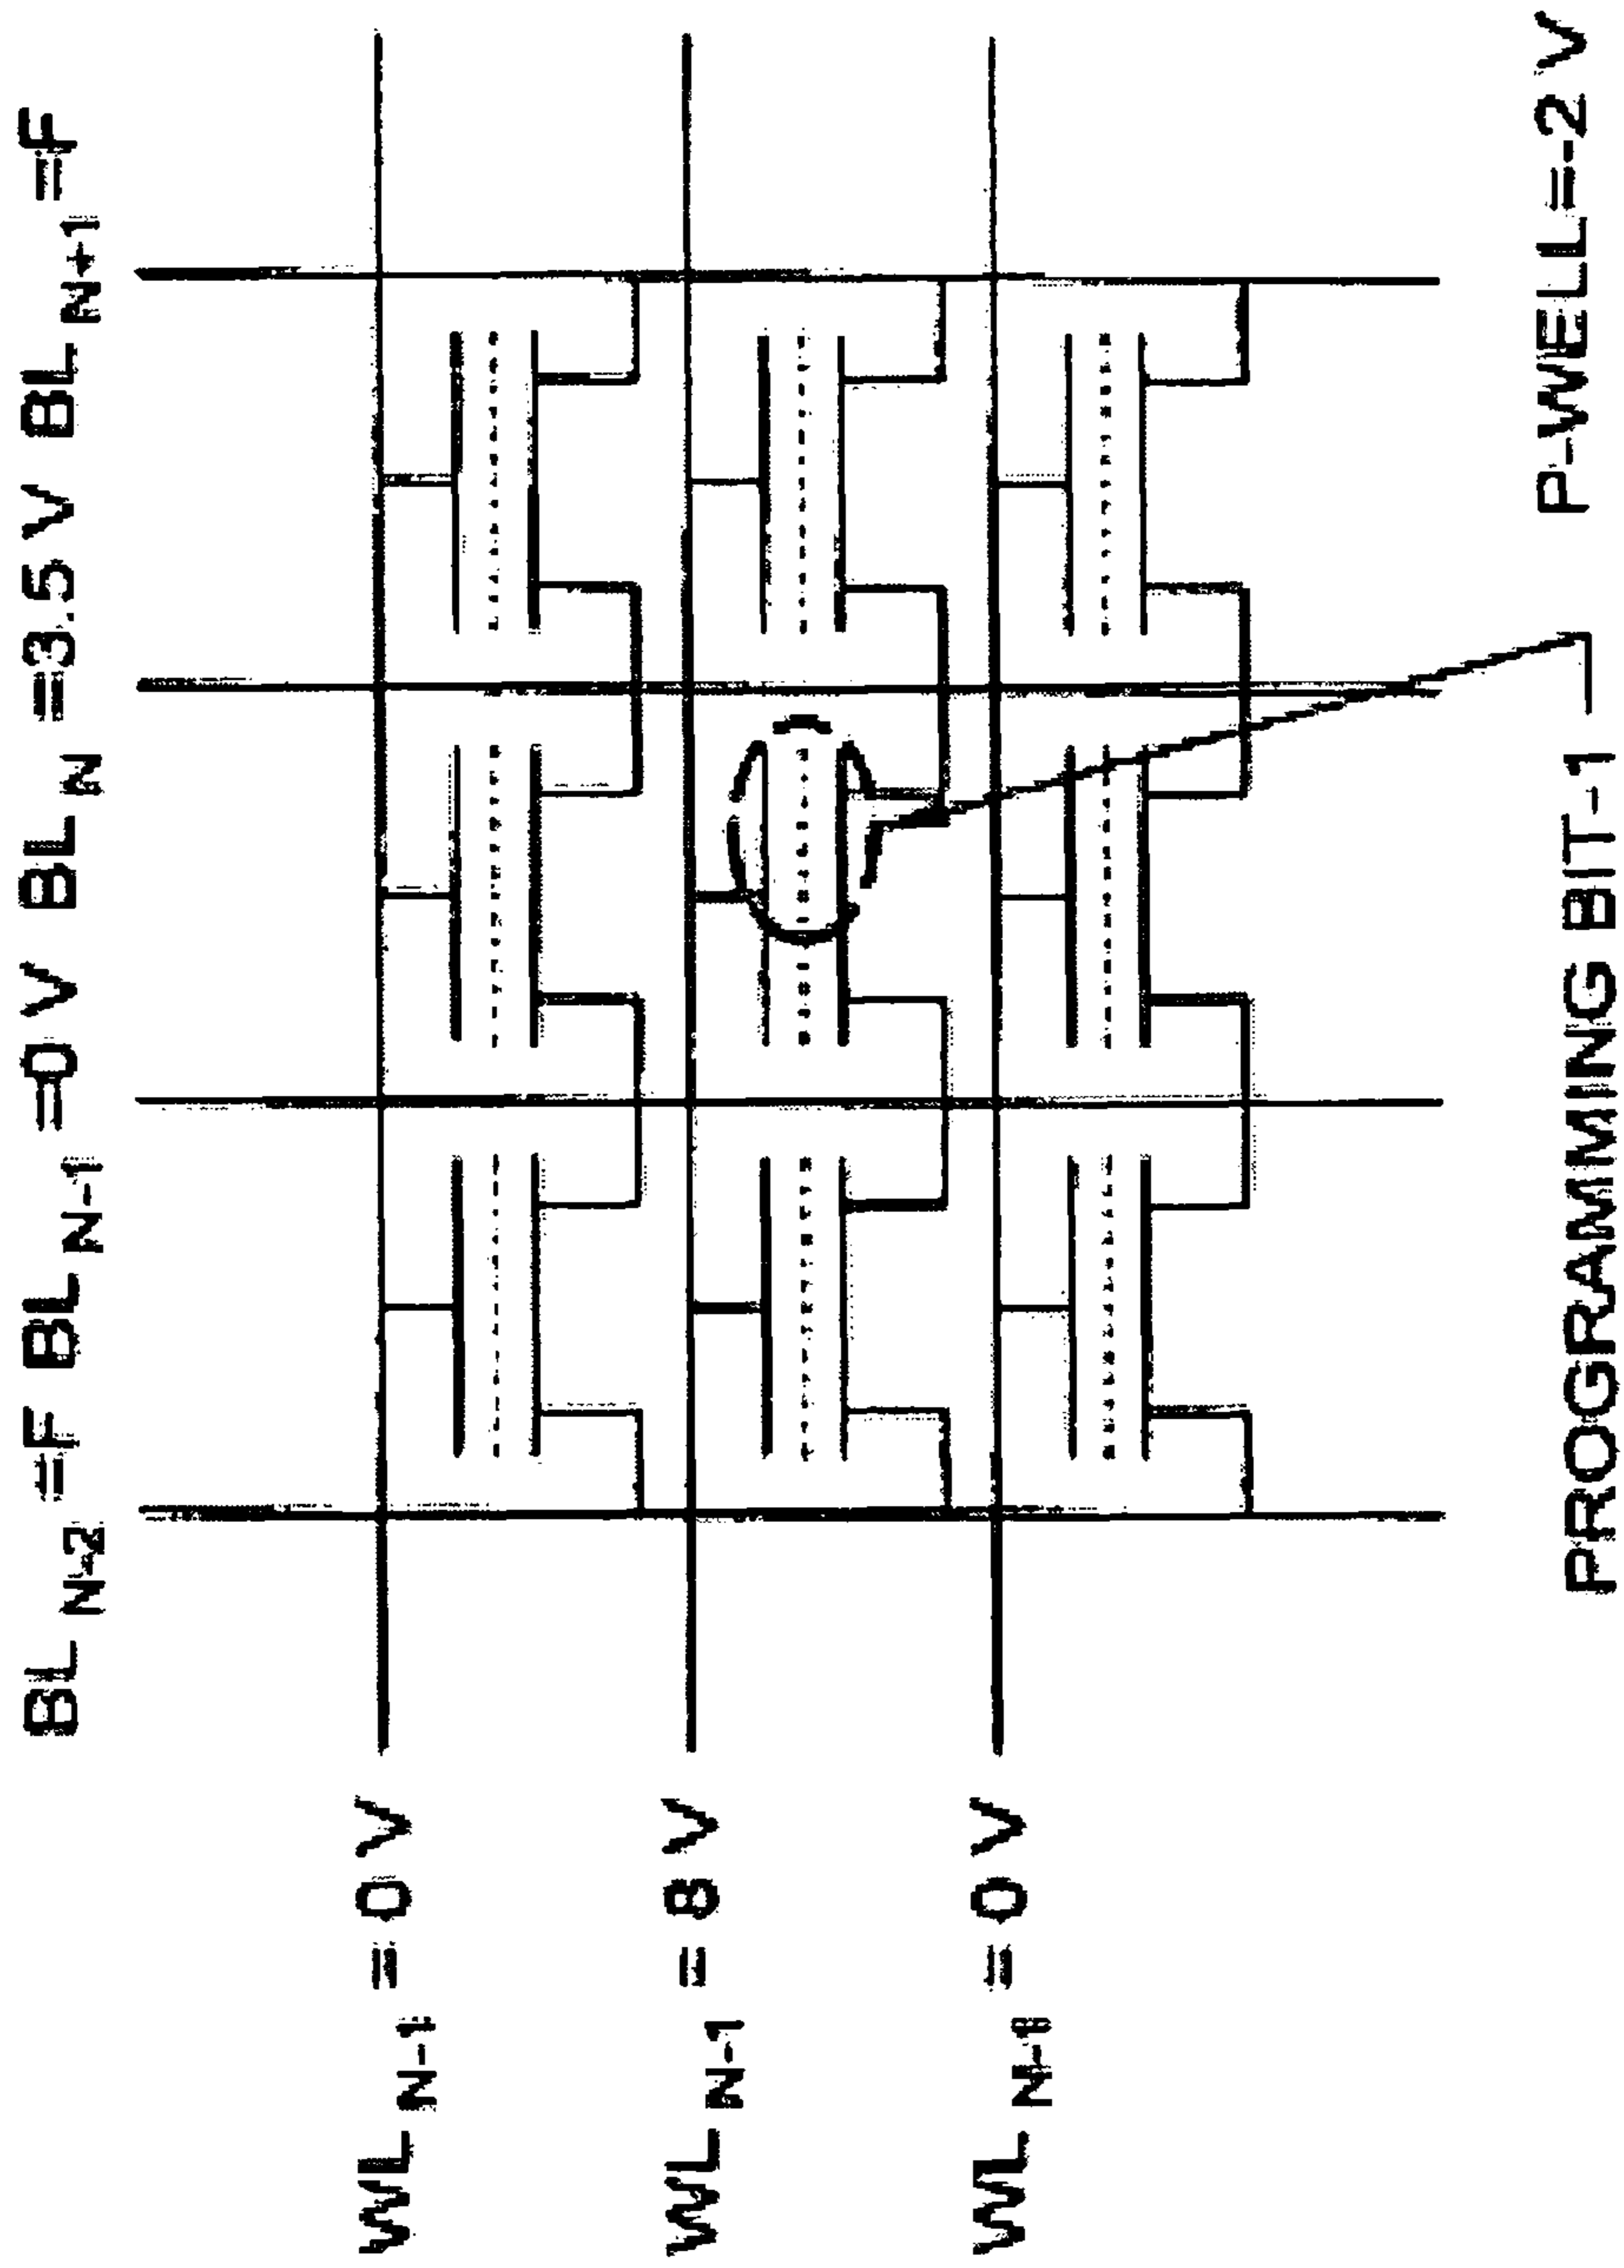 BL N-2 =F BL N-1 =0 V BL N =3.5 V BL N+1 =F
WL N-1 = 0 V
WL N-1 = 8 V
WL N-1 = 0 V
PROGRAMMING BIT-1
P-WELL=-2 V